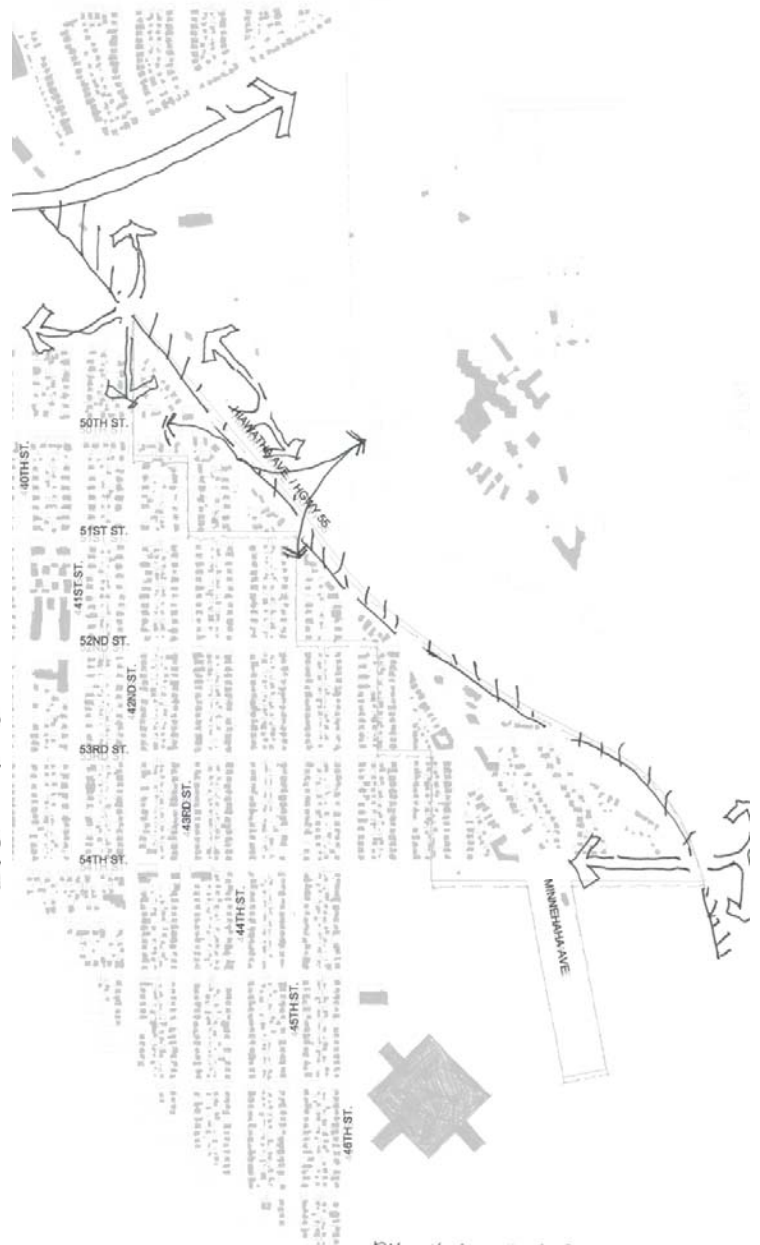 50TH ST.
40TH ST.
HIAWATHA AVE. / HGWY 55
51ST ST.
41ST ST.
52ND ST.
42ND ST.
53RD ST.
43RD ST.
54TH ST.
MINNEHAHA AVE.
44TH ST.
45TH ST.
46TH ST.